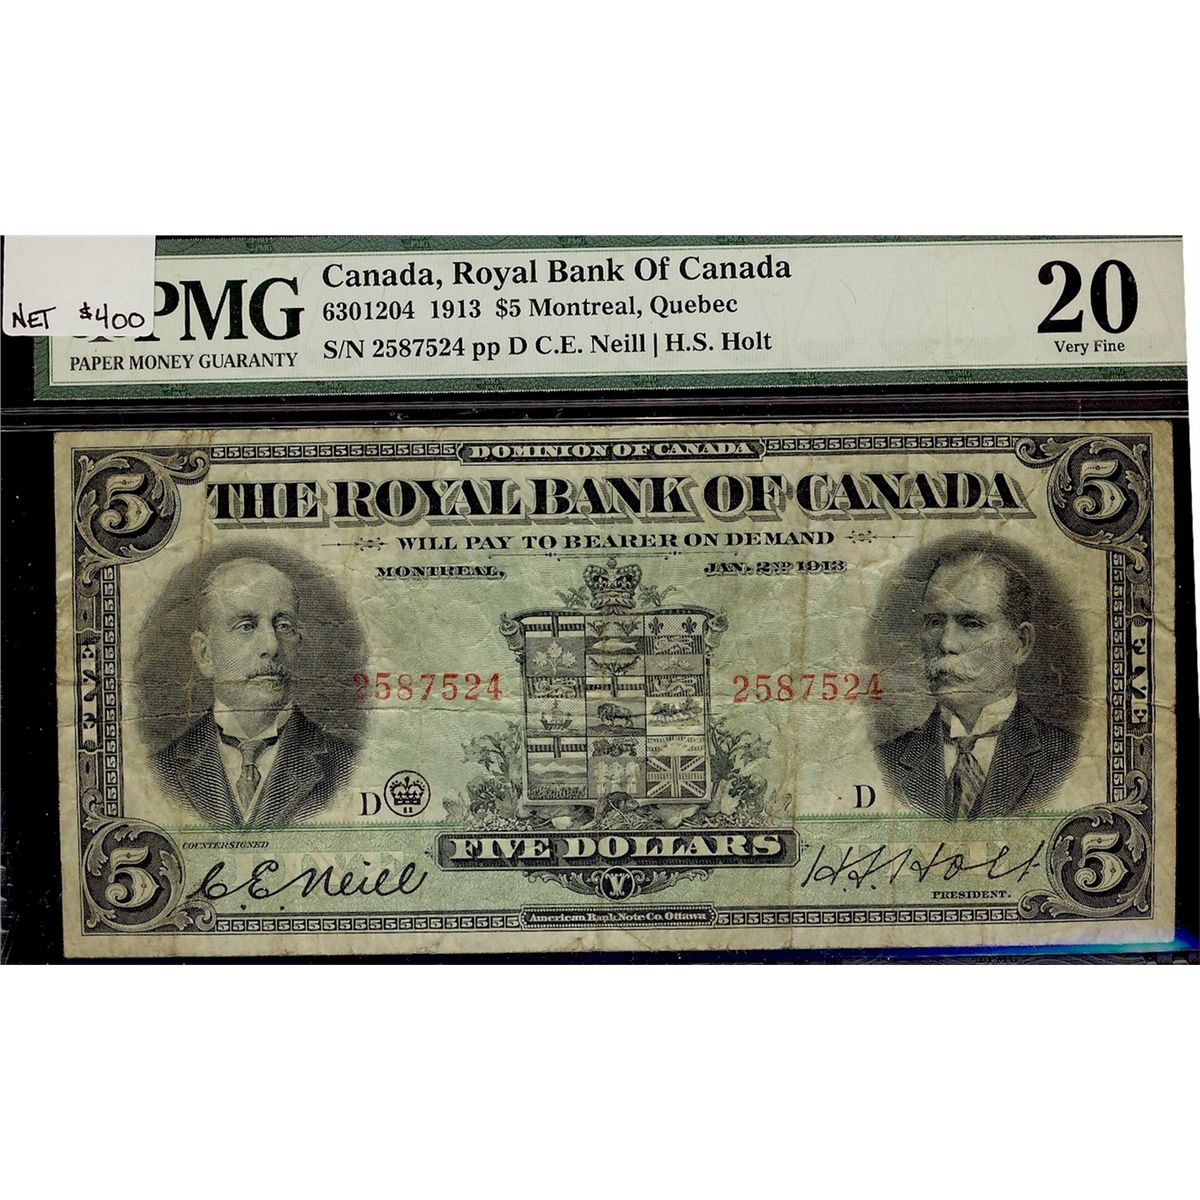 NET $400
PMG
PAPER MONEY GUARANTY
Canada, Royal Bank Of Canada
6301204 1913 $5 Montreal, Quebec
S/N 2587524 pp D C.E. Neill | H.S. Holt
20
Very Fine
5 DOMINION OF CANADA 5
THE ROYAL BANK OF CANADA
WILL PAY TO BEARER ON DEMAND
MONTREAL, JAN. 2ND 1913
FIVE FIVE
2587524 2587524
D 11 D
COUNTERSIGNED
FIVE DOLLARS
5 C.E. Neill V H.S. Holt 5
PRESIDENT.
American Bank Note Co. Ottawa